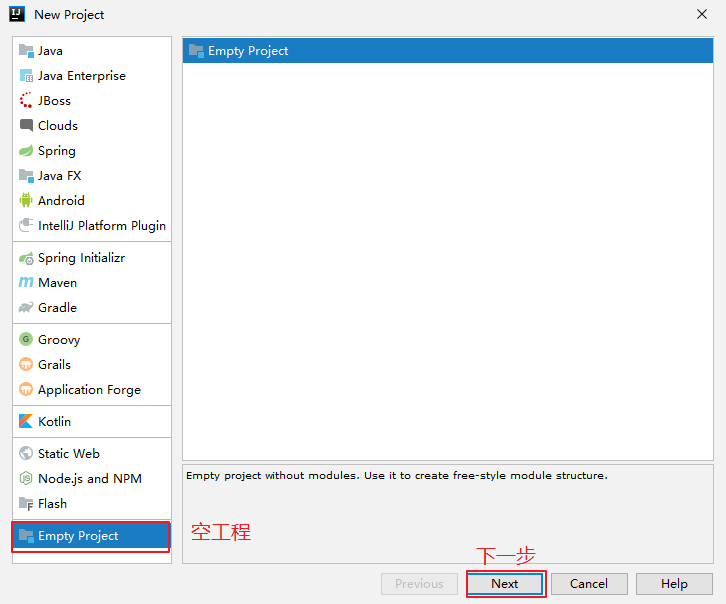 New Project
Java
Java Enterprise
JBoss
Clouds
Spring
Java FX
Android
IntelliJ Platform Plugin
Spring Initializr
Maven
Gradle
Groovy
Grails
Application Forge
Kotlin
Static Web
Node.js and NPM
Flash
Empty Project
Empty Project
Empty project without modules. Use it to create free-style module structure.
空工程
下一步
Previous
Next
Cancel
Help